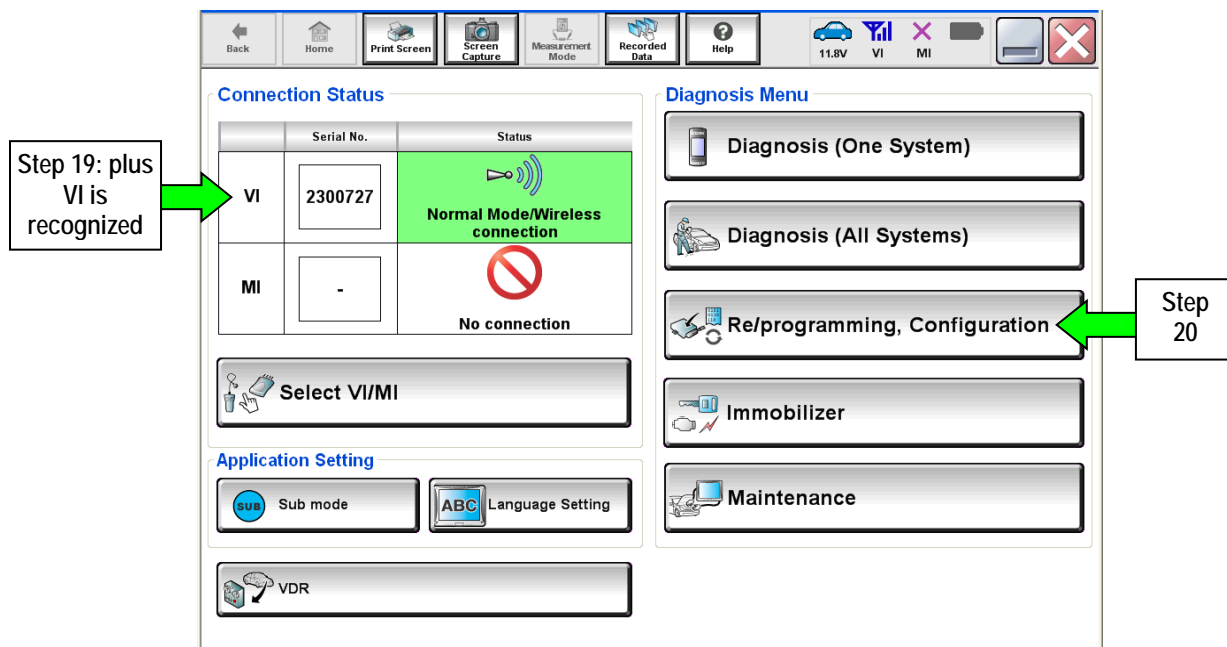 Back
Home
Print Screen
Screen
Capture
Measurement
Mode
Recorded
Data
?
Help
11.8V
VI
MI
Connection Status
Serial No.
Status
VI
2300727
Normal Mode/Wireless
connection
MI
-
No connection
Select VI/MI
Application Setting
SUB
Sub mode
ABC
Language Setting
VDR
Diagnosis Menu
Diagnosis (One System)
Diagnosis (All Systems)
Re/programming, Configuration
Immobilizer
Maintenance
Step 19: plus
VI is
recognized
Step
20